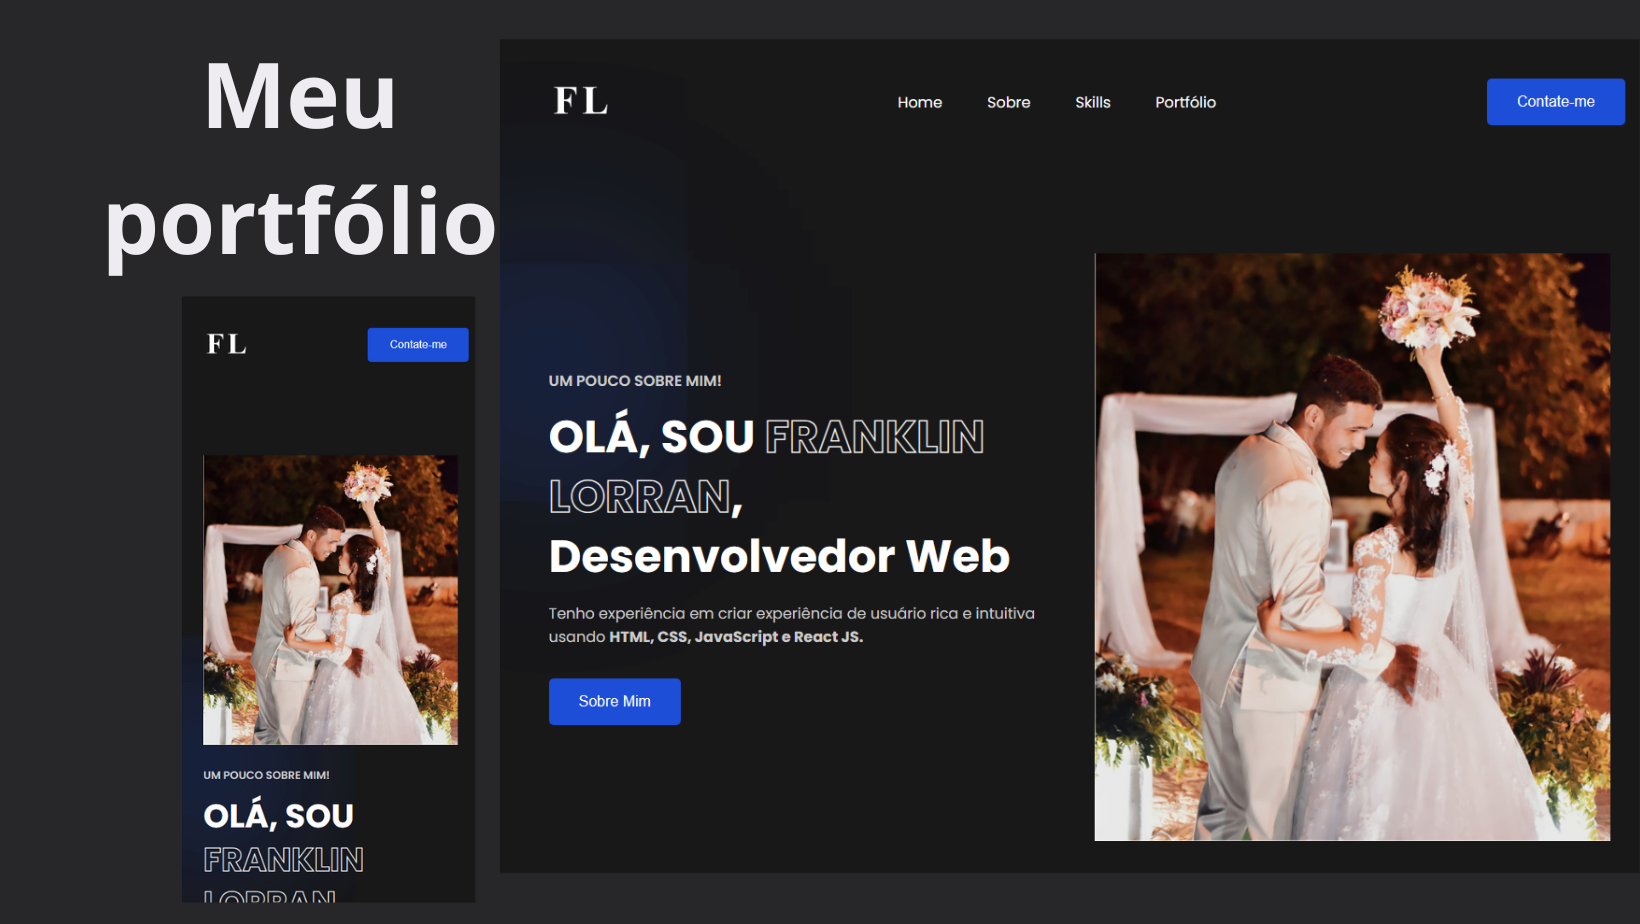 Meu
portfólio
FL
Contate-me
UM POUCO SOBRE MIM!
OLÁ, SOU
FRANKLIN
LORRAN
FL
Home
Sobre
Skills
Portfólio
Contate-me
UM POUCO SOBRE MIM!
OLÁ, SOU FRANKLIN
LORRAN,
Desenvolvedor Web
Tenho experiência em criar experiência de usuário rica e intuitiva
usando HTML, CSS, JavaScript e React JS.
Sobre Mim